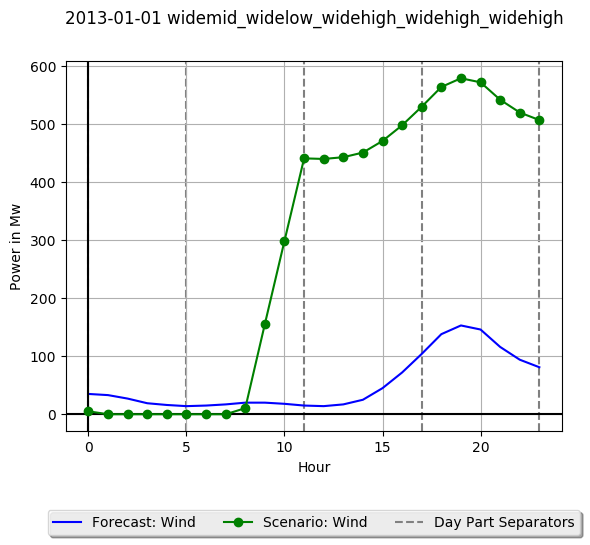 2013-01-01 widemid_widelow_widehigh_widehigh_widehigh
600
500
400
300
200
100
0
Power in Mw
0 5 10 15 20
Hour
Forecast: Wind Scenario: Wind Day Part Separators